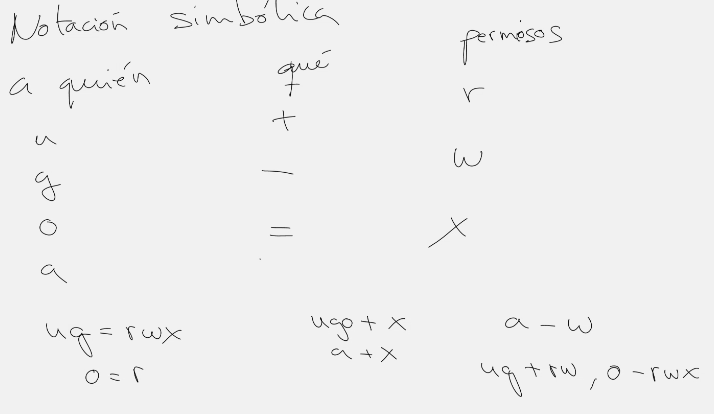 Notación simbólica
a quién qué permisos
+ r
u + w
g - x
o =
a
ug = rwx ugo + x a - w
o = r a + x ug + rw, o - rwx